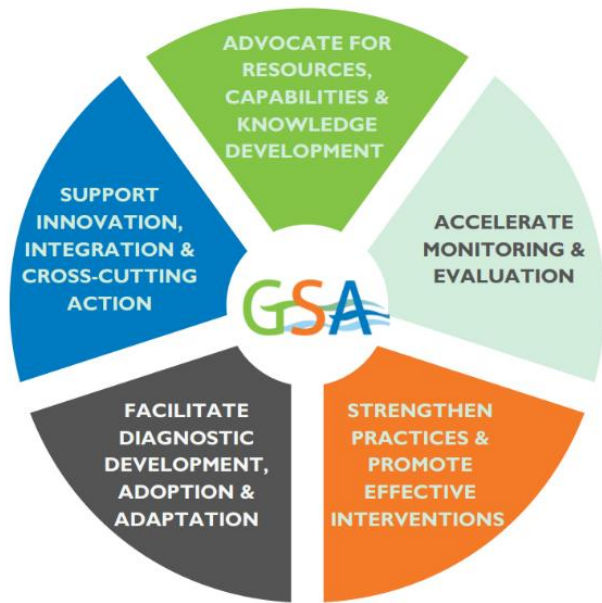 ADVOCATE FOR
RESOURCES,
CAPABILITIES &
KNOWLEDGE
DEVELOPMENT
ACCELERATE
MONITORING &
EVALUATION
STRENGTHEN
PRACTICES &
PROMOTE
EFFECTIVE
INTERVENTIONS
FACILITATE
DIAGNOSTIC
DEVELOPMENT,
ADOPTION &
ADAPTATION
SUPPORT
INNOVATION,
INTEGRATION &
CROSS-CUTTING
ACTION
GSA